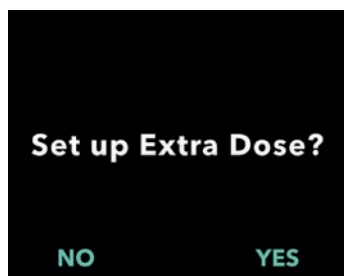 Set up Extra Dose?
NO YES